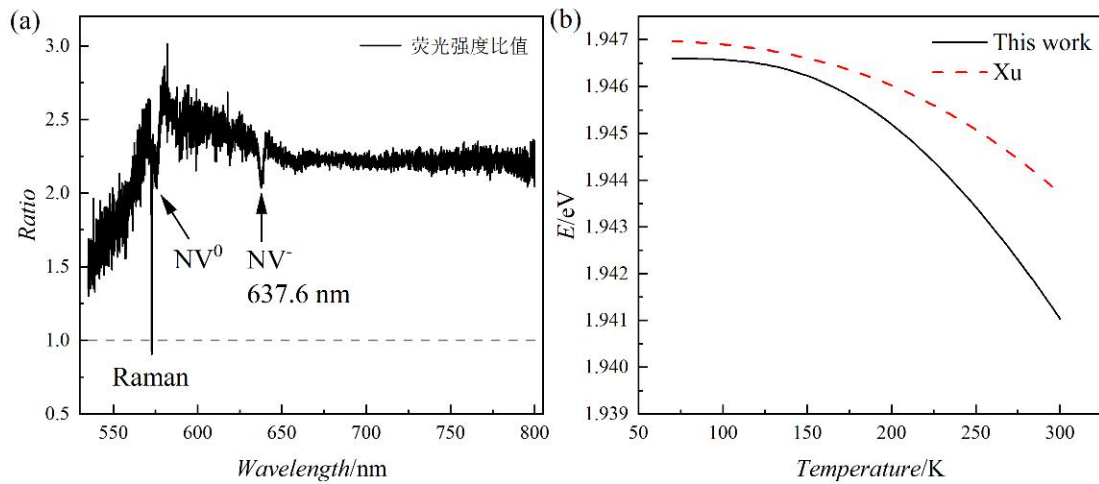 (a)
荧光强度比值
3.0
2.5
2.0
1.5
1.0
0.5
Ratio
NV⁰
NV⁻
637.6 nm
Raman
550 600 650 700 750 800
Wavelength/nm
(b)
This work
Xu
1.947
1.946
1.945
1.944
1.943
1.942
1.941
1.940
1.939
E/eV
50 100 150 200 250 300
Temperature/K